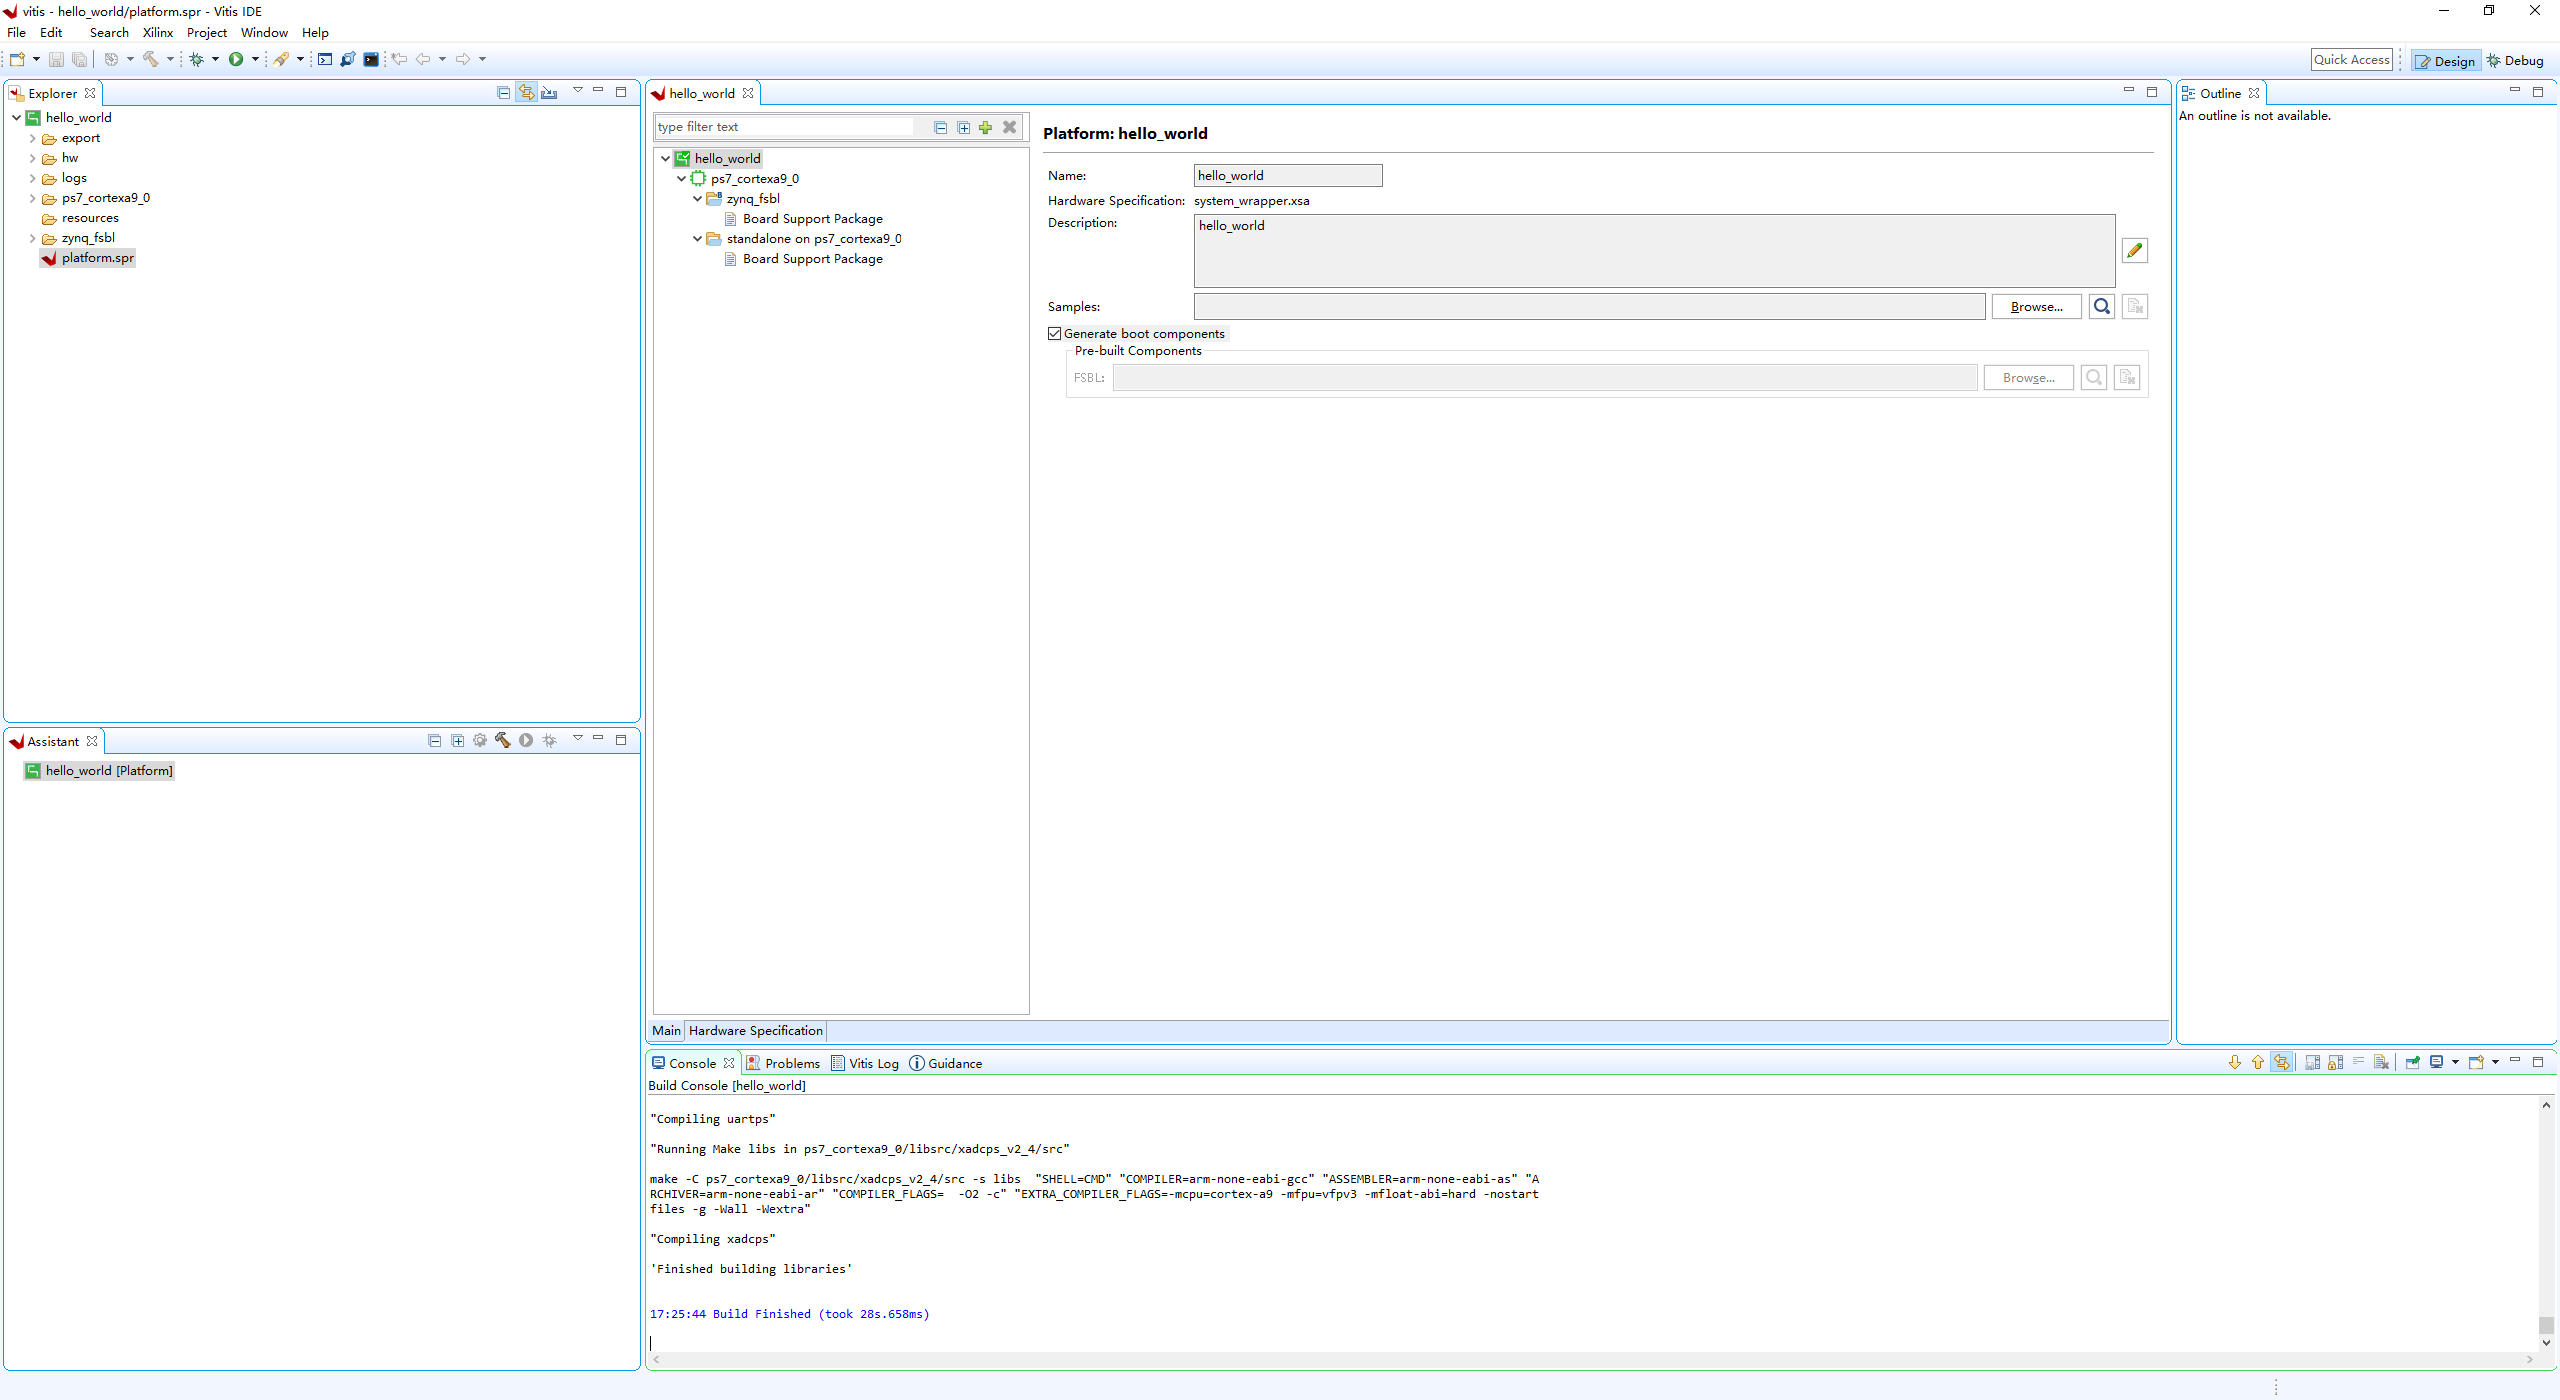 vitis - hello_world/platform.spr - Vitis IDE
File Edit Search Xilinx Project Window Help
Quick Access Design Debug
Explorer
hello_world
export
hw
logs
ps7_cortexa9_0
resources
zynq_fsbl
platform.spr
Assistant
hello_world [Platform]
hello_world
type filter text
hello_world
ps7_cortexa9_0
zynq_fsbl
Board Support Package
standalone on ps7_cortexa9_0
Board Support Package
Platform: hello_world
Name: hello_world
Hardware Specification: system_wrapper.xsa
Description: hello_world
Samples: Browse...
Generate boot components
Pre-built Components
FSBL: Browse...
Main Hardware Specification
Outline
An outline is not available.
Console Problems Vitis Log Guidance
Build Console [hello_world]
"Compiling uartps"
"Running Make libs in ps7_cortexa9_0/libsrc/xadcps_v2_4/src"
make -C ps7_cortexa9_0/libsrc/xadcps_v2_4/src -s libs  "SHELL=CMD" "COMPILER=arm-none-eabi-gcc" "ASSEMBLER=arm-none-eabi-as" "A
RCHIVER=arm-none-eabi-ar" "COMPILER_FLAGS=  -O2 -c" "EXTRA_COMPILER_FLAGS=-mcpu=cortex-a9 -mfpu=vfpv3 -mfloat-abi=hard -nostart
files -g -Wall -Wextra"
"Compiling xadcps"
'Finished building libraries'
17:25:44 Build Finished (took 28s.658ms)